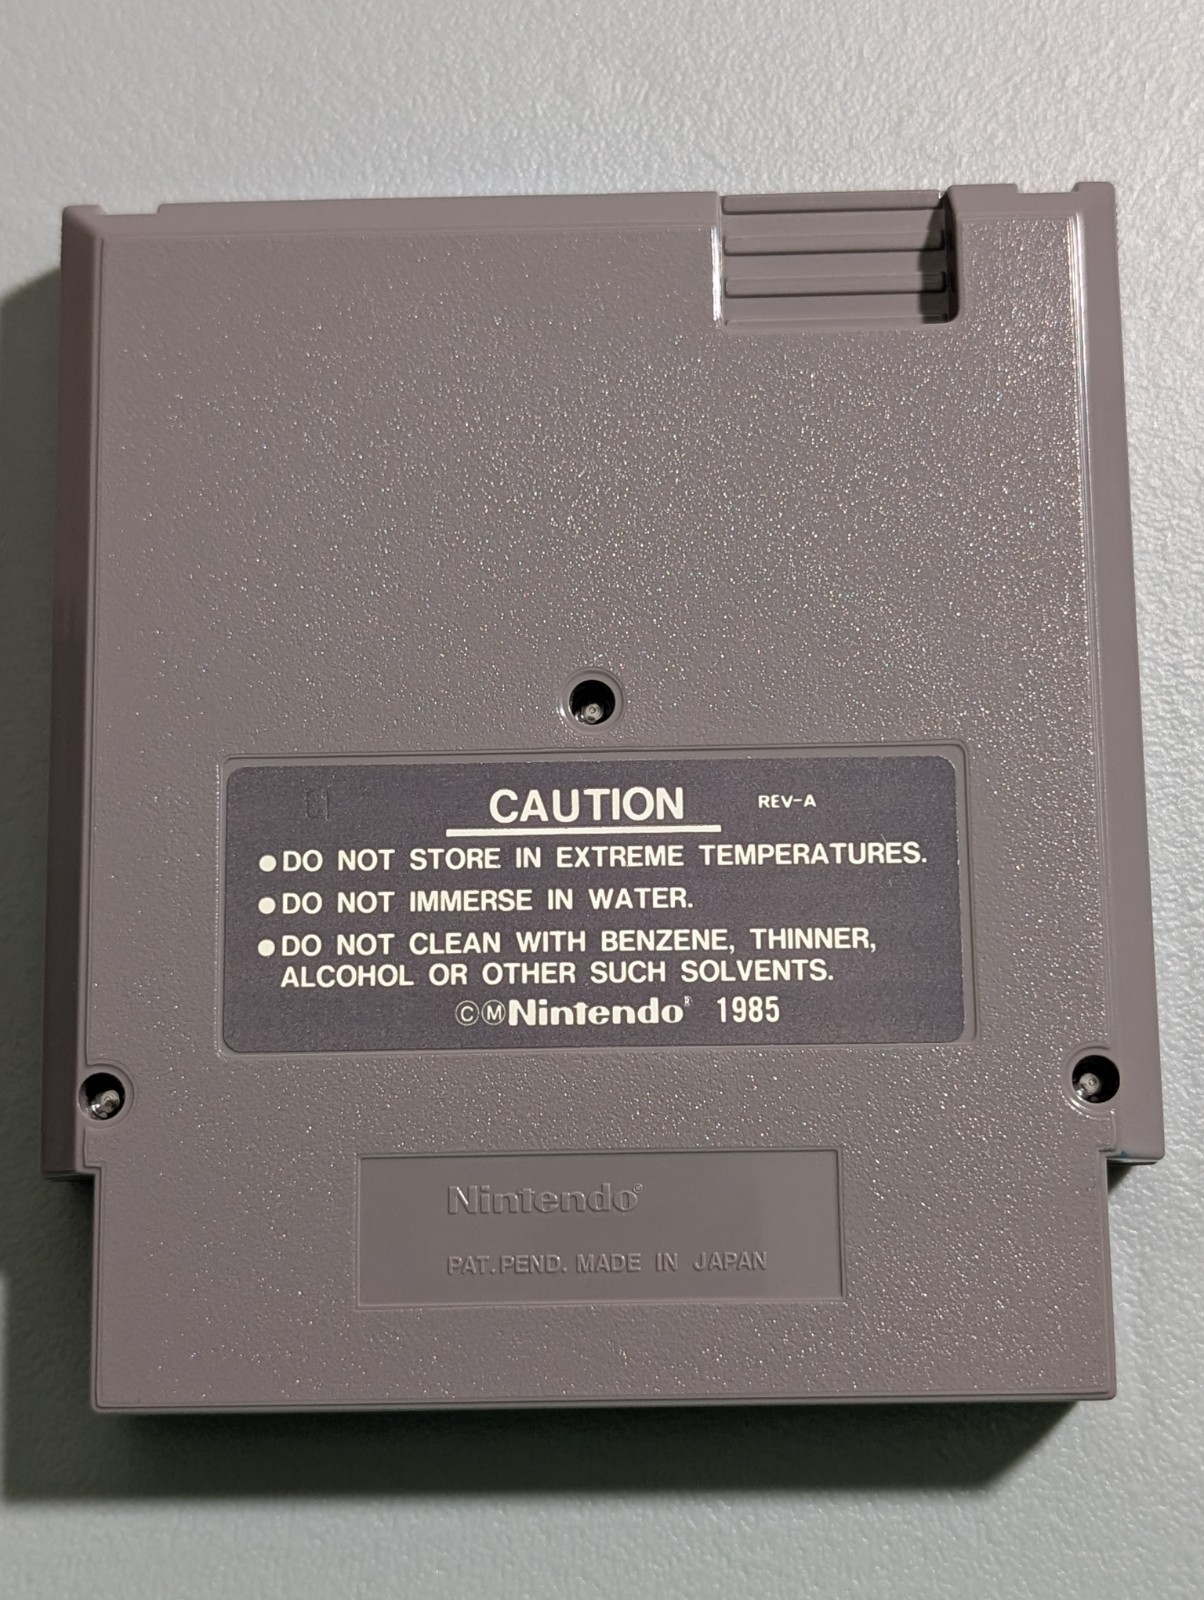 CAUTION REV-A
●DO NOT STORE IN EXTREME TEMPERATURES.
●DO NOT IMMERSE IN WATER.
●DO NOT CLEAN WITH BENZENE, THINNER,
ALCOHOL OR OTHER SUCH SOLVENTS.
ⒸⓂNintendo® 1985
Nintendo®
PAT.PEND. MADE IN JAPAN